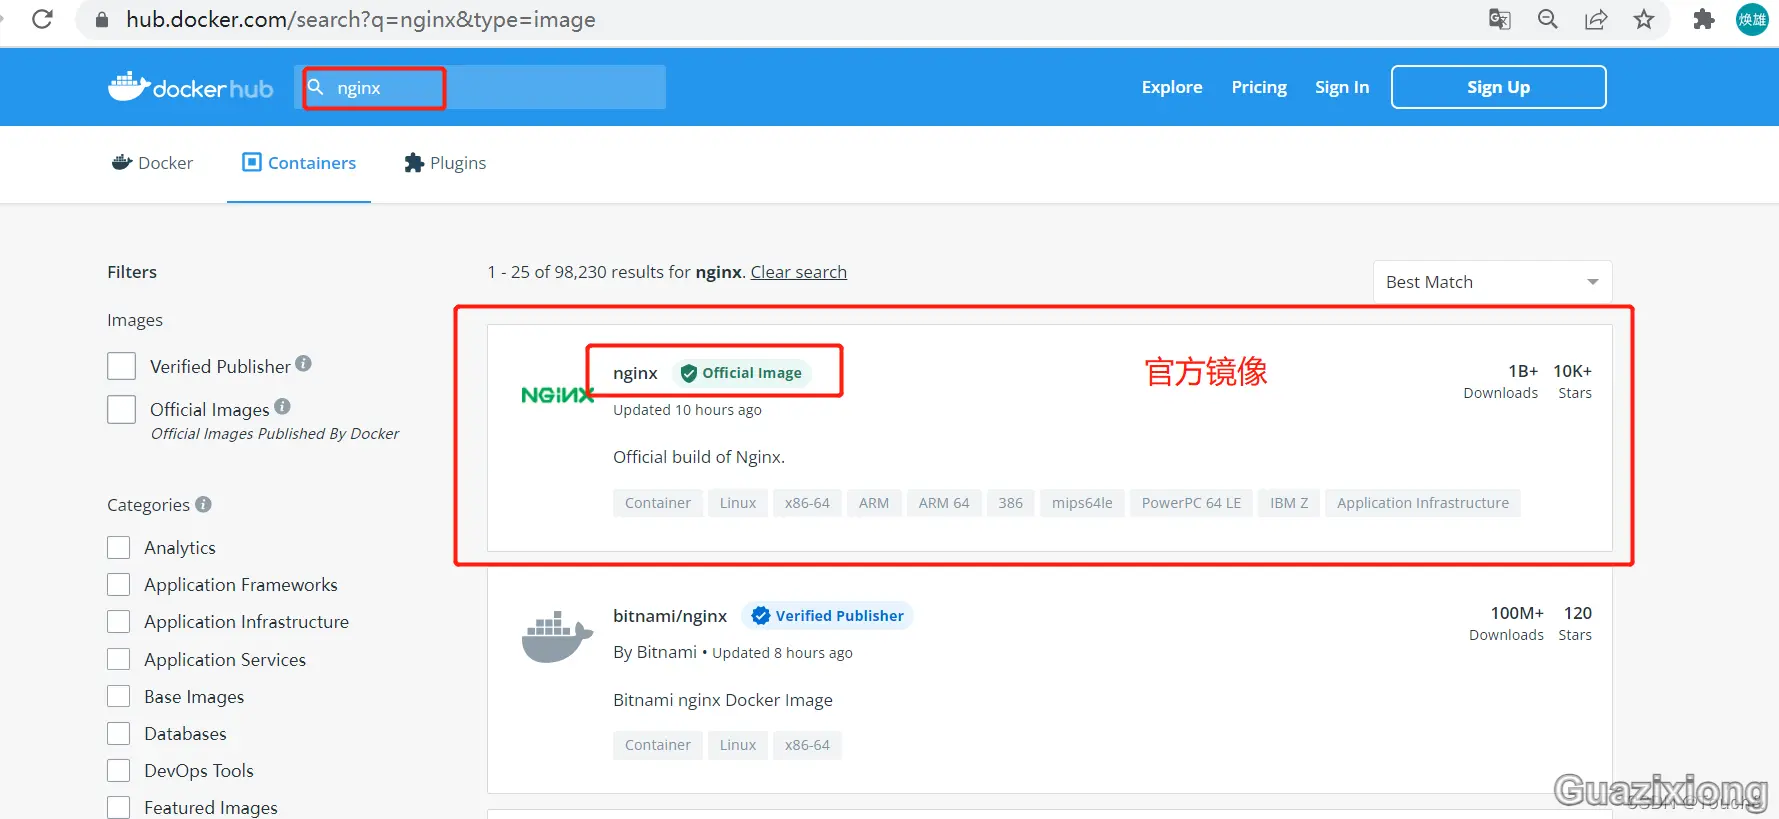 hub.docker.com/search?q=nginx&type=image
焕雄
docker hub
nginx
Explore
Pricing
Sign In
Sign Up
Docker
Containers
Plugins
Filters
1 - 25 of 98,230 results for nginx. Clear search
Best Match
Images
Verified Publisher
Official Images
Official Images Published By Docker
NGINX
nginx
Official Image
官方镜像
1B+
10K+
Downloads
Stars
Updated 10 hours ago
Official build of Nginx.
Container
Linux
x86-64
ARM
ARM 64
386
mips64le
PowerPC 64 LE
IBM Z
Application Infrastructure
Categories
Analytics
Application Frameworks
Application Infrastructure
Application Services
Base Images
Databases
DevOps Tools
Featured Images
bitnami/nginx
Verified Publisher
100M+
120
Downloads
Stars
By Bitnami • Updated 8 hours ago
Bitnami nginx Docker Image
Container
Linux
x86-64
Guazixiong